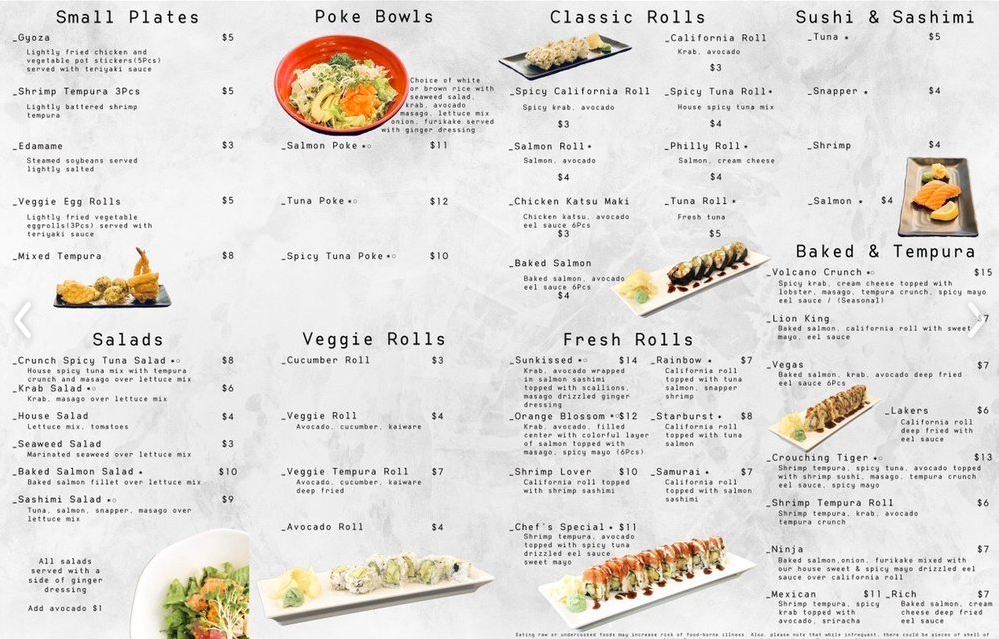 Small Plates
_Gyoza $5
Lightly fried chicken and
vegetable pot stickers(5Pcs)
served with teriyaki sauce
_Shrimp Tempura 3Pcs $5
Lightly battered shrimp
tempura
_Edamame $3
Steamed soybeans served
lightly salted
_Veggie Egg Rolls $5
Lightly fried vegetable
eggrolls(3Pcs) served with
teriyaki sauce
_Mixed Tempura $8
Salads
_Crunch Spicy Tuna Salad •○ $8
House spicy tuna mix with tempura
crunch and masago over lettuce mix
_Krab Salad •○ $6
Krab, masago over lettuce mix
_House Salad $4
Lettuce mix, tomatoes
_Seaweed Salad $3
Marinated seaweed over lettuce mix
_Baked Salmon Salad • $10
Baked salmon fillet over lettuce mix
_Sashimi Salad •○ $9
Tuna, salmon, snapper, masago over
lettuce mix
All salads
served with a
side of ginger
dressing
Add avocado $1
Poke Bowls
Choice of white
or brown rice with
seaweed salad,
krab, avocado
masago, lettuce mix
onion, furikake served
with ginger dressing
_Salmon Poke •○ $11
_Tuna Poke •○ $12
_Spicy Tuna Poke •○ $10
Veggie Rolls
_Cucumber Roll $3
_Veggie Roll $4
Avocado, cucumber, kaiware
_Veggie Tempura Roll $7
Avocado, cucumber, kaiware
deep fried
_Avocado Roll $4
Classic Rolls
_California Roll
Krab, avocado
$3
_Spicy California Roll
Spicy krab, avocado
$3
_Spicy Tuna Roll•
House spicy tuna mix
$4
_Salmon Roll•
Salmon, avocado
$4
_Philly Roll•
Salmon, cream cheese
$4
_Chicken Katsu Maki
Chicken katsu, avocado
eel sauce 6Pcs
$3
_Tuna Roll•
Fresh tuna
$5
_Baked Salmon
Baked salmon, avocado
eel sauce 6Pcs
$4
Fresh Rolls
_Sunkissed •○ $14
Krab, avocado wrapped
in salmon sashimi
topped with scallions,
masago drizzled ginger
dressing
_Rainbow • $7
California roll
topped with tuna
salmon, snapper
shrimp
_Orange Blossom •○ $12
Krab, avocado, filled
center with colorful layer
of salmon topped with
masago, spicy mayo (6Pcs)
_Starburst • $8
California roll
topped with tuna
salmon
_Shrimp Lover $10
California roll topped
with shrimp sashimi
_Samurai • $7
California roll
topped with salmon
sashimi
_Chef's Special • $11
Shrimp tempura, avocado
topped with spicy tuna
drizzled eel sauce
sweet mayo
Sushi & Sashimi
_Tuna • $5
_Snapper • $4
_Shrimp $4
_Salmon • $4
Baked & Tempura
_Volcano Crunch •○ $15
Spicy krab, cream cheese topped with
lobster, masago, tempura crunch, spicy mayo
eel sauce / (Seasonal)
_Lion King $7
Baked salmon, california roll with sweet
mayo, eel sauce
_Vegas $7
Baked salmon, krab, avocado deep fried
eel sauce 6Pcs
_Lakers $6
California roll
deep fried with
eel sauce
_Crouching Tiger •○ $13
Shrimp tempura, spicy tuna, avocado topped
with shrimp sushi, masago, tempura crunch
eel sauce, spicy mayo
_Shrimp Tempura Roll $6
Shrimp tempura, krab, avocado
tempura crunch
_Ninja $7
Baked salmon,onion, furikake mixed with
our house sweet & spicy mayo drizzled eel
sauce over california roll
_Mexican $11
Shrimp tempura, spicy
krab topped with
avocado, sriracha
_Rich $7
Baked salmon, cream
cheese deep fried
eel sauce
Eating raw or undercooked foods may increase risk of food-borne illness. Also, please note that while infrequent, there could be pieces of shell or